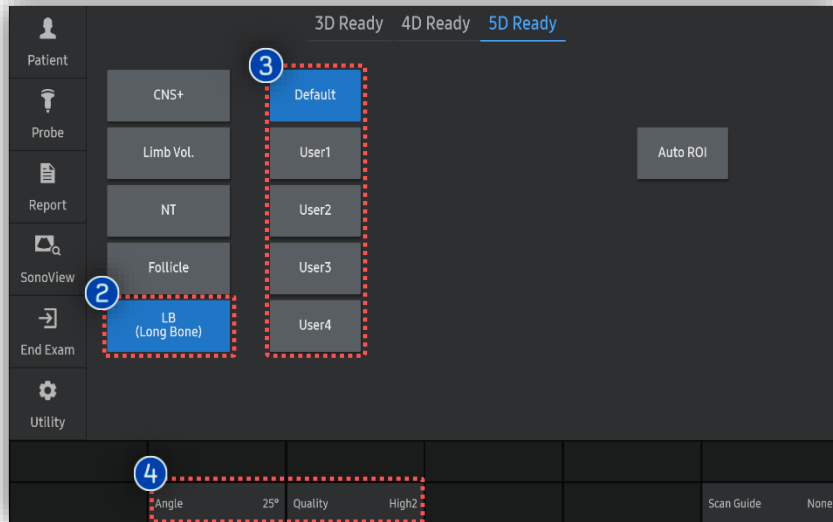 Patient
Probe
Report
SonoView
End Exam
Utility
3D Ready 4D Ready 5D Ready
3
CNS+
Limb Vol.
NT
Follicle
2
LB
(Long Bone)
Default
User1
User2
User3
User4
Auto ROI
4
Angle 25° Quality High2
Scan Guide None